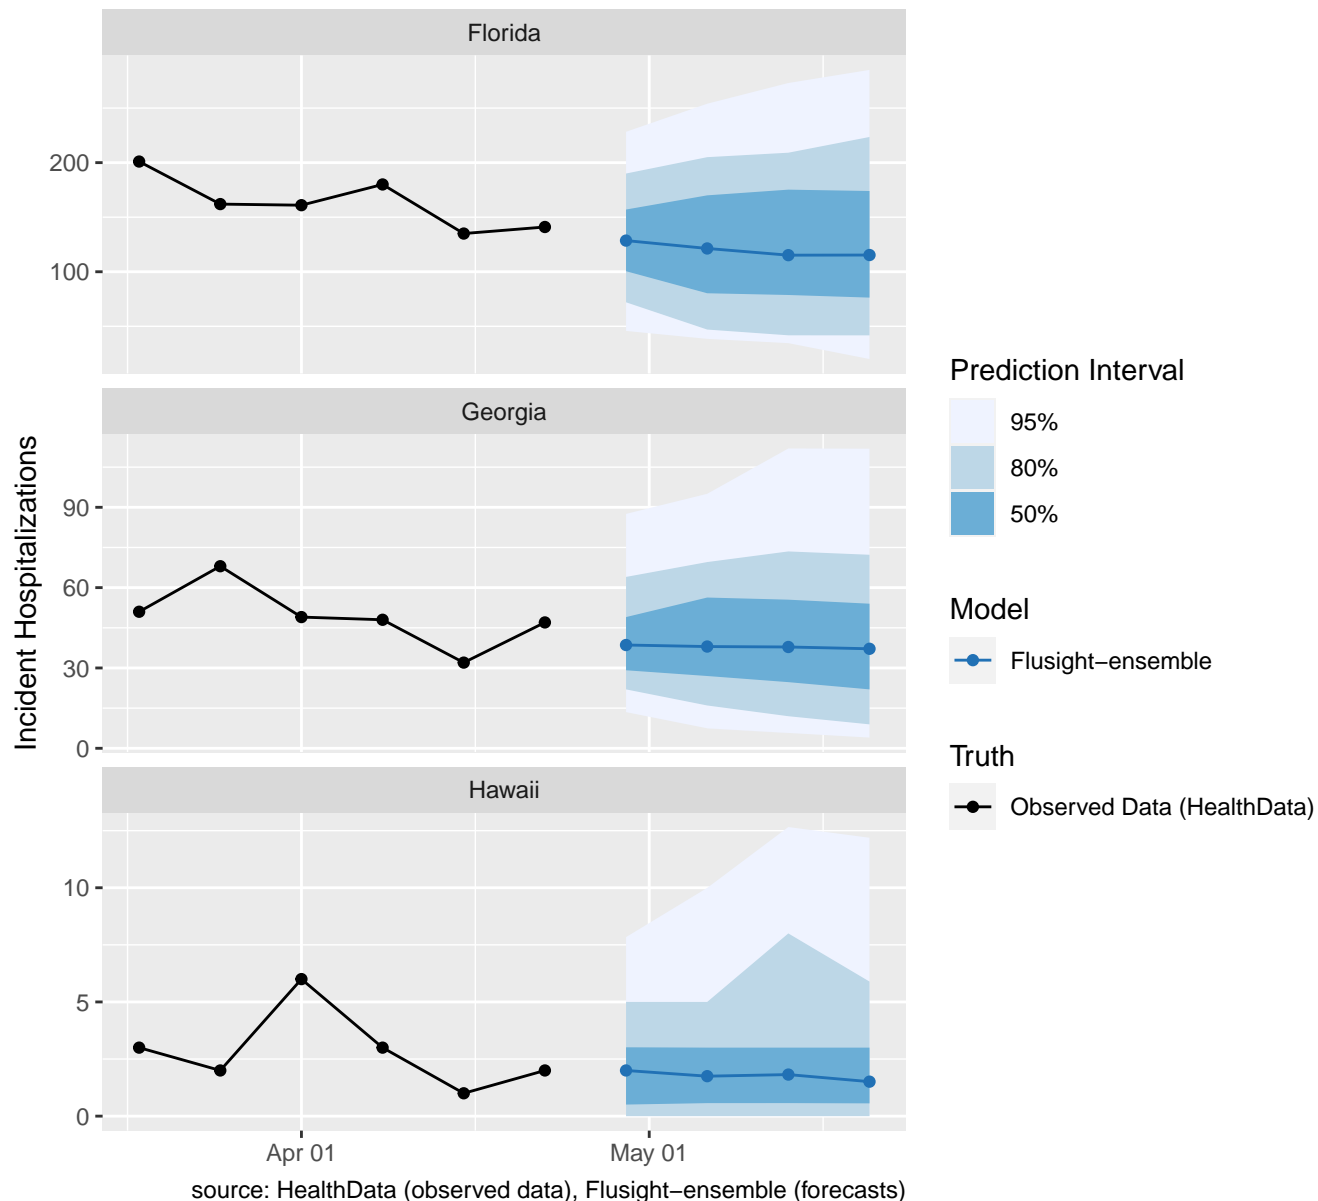 Florida
200
100
Georgia
90
60
30
0
Hawaii
10
5
0
Incident Hospitalizations
Apr 01
May 01
source: HealthData (observed data), Flusight−ensemble (forecasts)
Prediction Interval
95%
80%
50%
Model
Flusight−ensemble
Truth
Observed Data (HealthData)